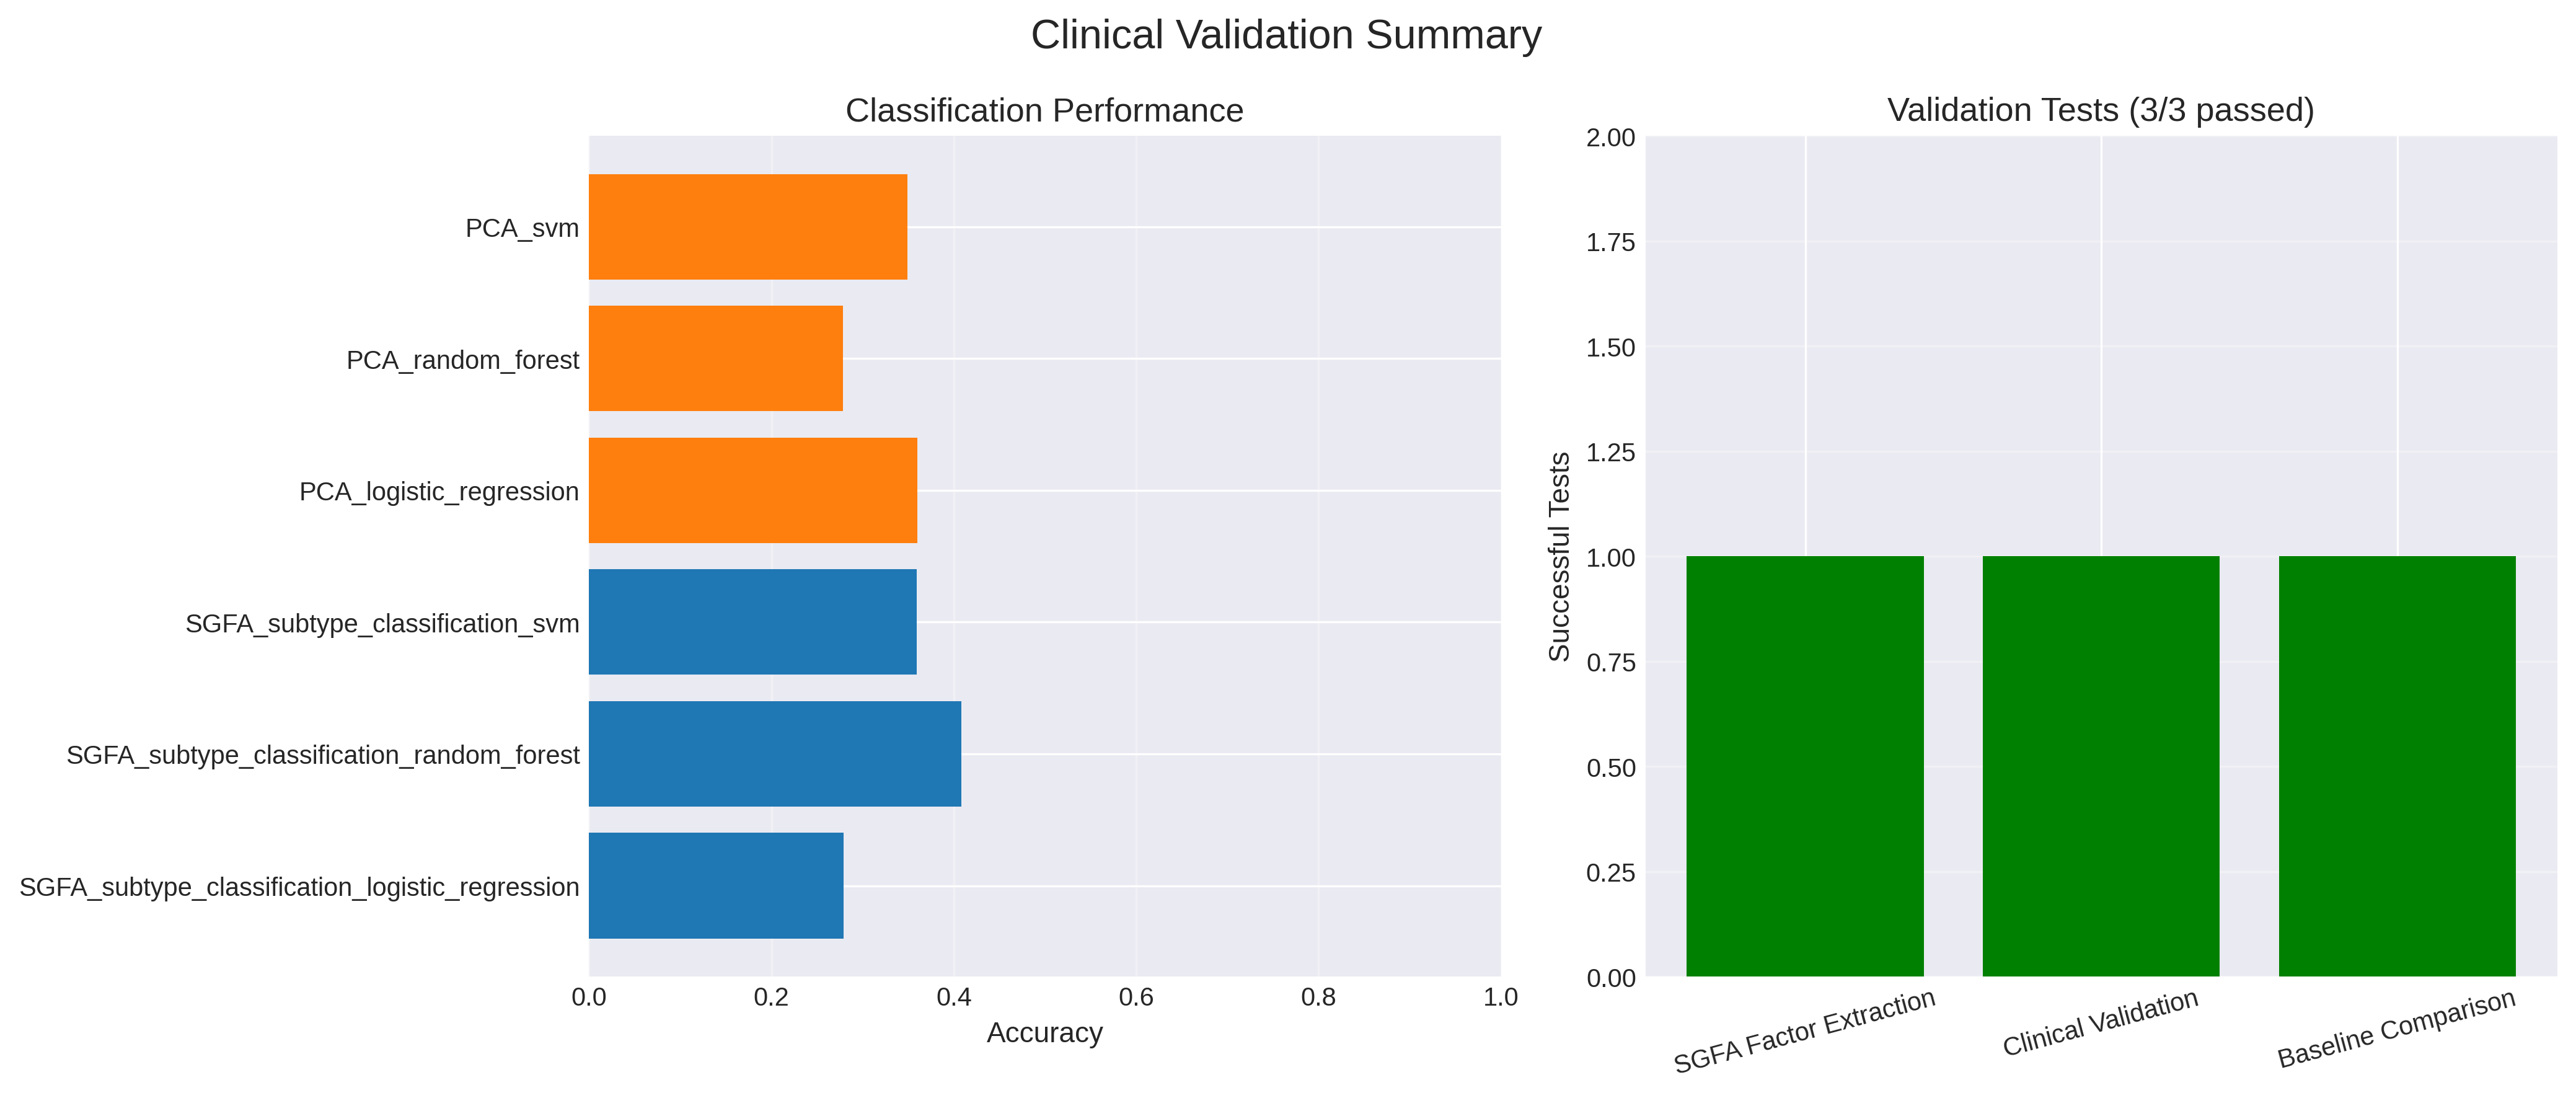 Clinical Validation Summary
Classification Performance
PCA_svm
PCA_random_forest
PCA_logistic_regression
SGFA_subtype_classification_svm
SGFA_subtype_classification_random_forest
SGFA_subtype_classification_logistic_regression
0.0 0.2 0.4 0.6 0.8 1.0
Accuracy
Validation Tests (3/3 passed)
Successful Tests
2.00
1.75
1.50
1.25
1.00
0.75
0.50
0.25
0.00
SGFA Factor Extraction
Clinical Validation
Baseline Comparison